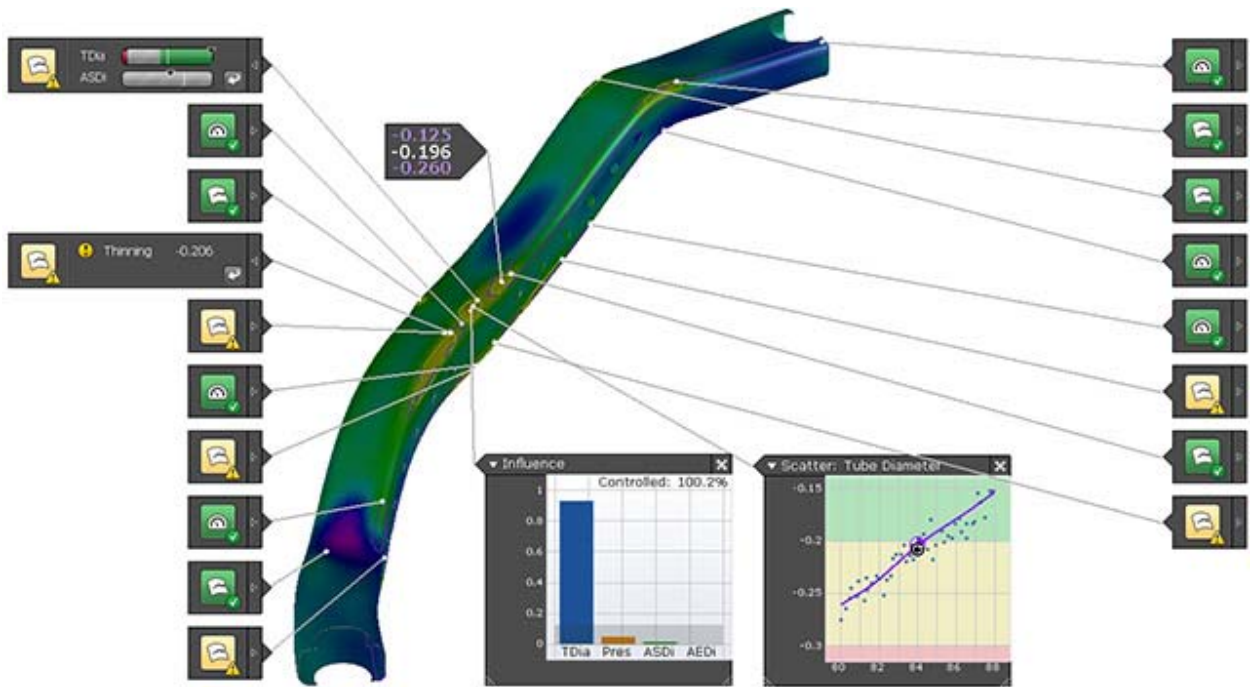 TDia
ASDi
-0.125
-0.196
-0.260
Thinning -0.206
Influence
Controlled: 100.2%
1
0.8
0.6
0.4
0.2
0
TDia Pres ASDi AEDi
Scatter: Tube Diameter
-0.15
-0.2
-0.25
-0.3
80 82 84 86 88